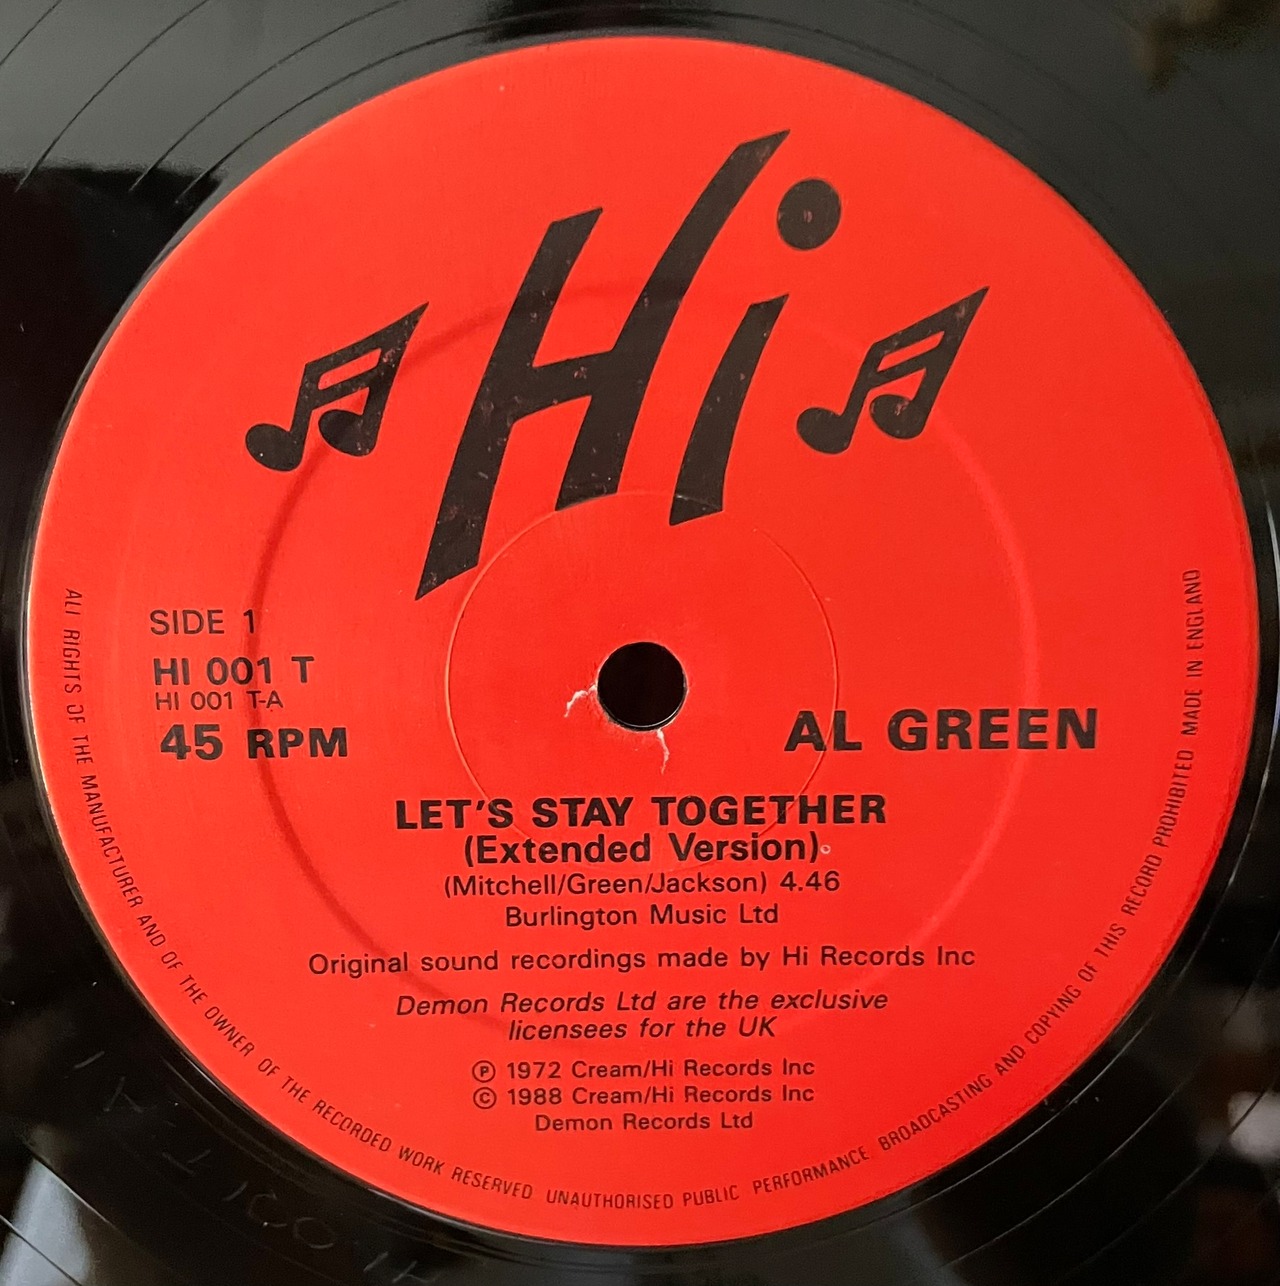 Hi
SIDE 1
HI 001 T
HI 001 T-A
45 RPM
AL GREEN
LET'S STAY TOGETHER
(Extended Version)
(Mitchell/Green/Jackson) 4.46
Burlington Music Ltd
Original sound recordings made by Hi Records Inc
Demon Records Ltd are the exclusive
licensees for the UK
Ⓟ 1972 Cream/Hi Records Inc
© 1988 Cream/Hi Records Inc
Demon Records Ltd
ALL RIGHTS OF THE MANUFACTURER AND OF THE OWNER OF THE RECORDED WORK RESERVED UNAUTHORISED PUBLIC PERFORMANCE BROADCASTING AND COPYING OF THIS RECORD PROHIBITED MADE IN ENGLAND